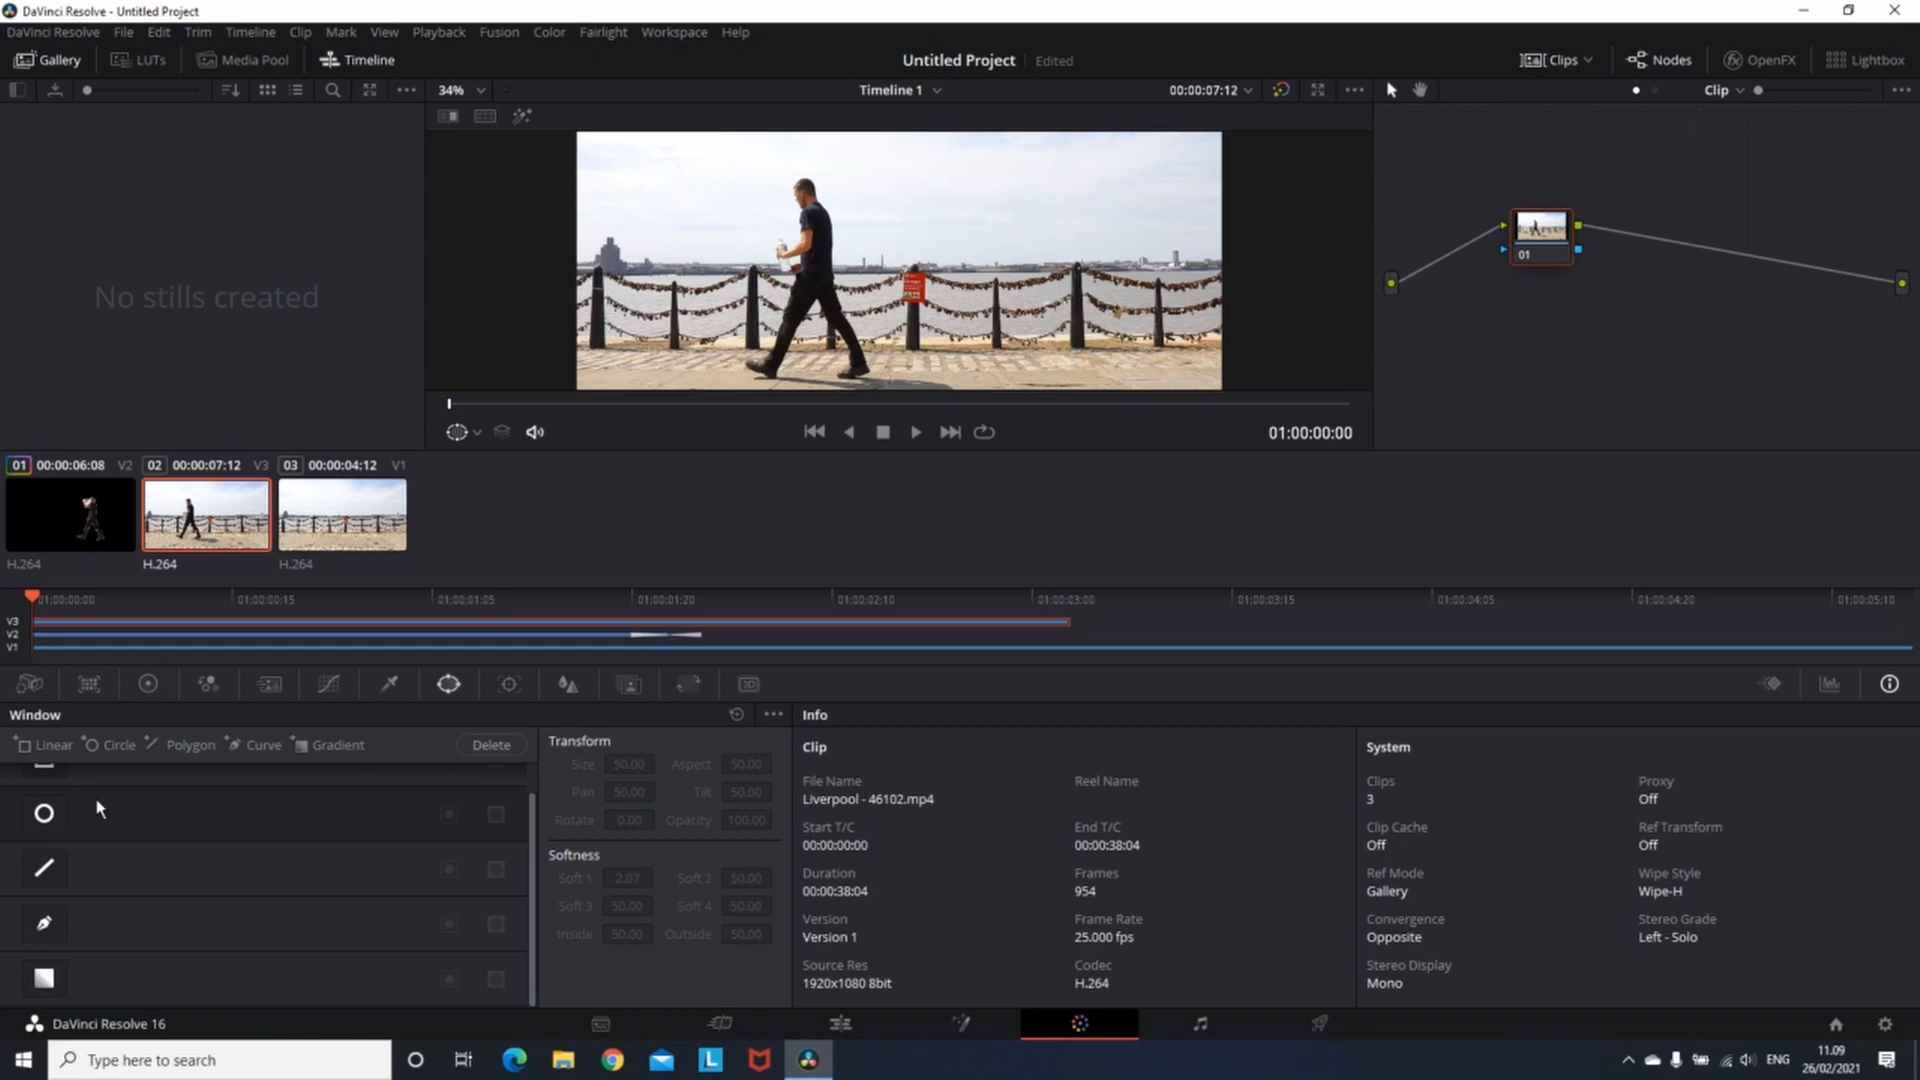 DaVinci Resolve - Untitled Project
DaVinci Resolve File Edit Trim Timeline Clip Mark View Playback Fusion Color Fairlight Workspace Help
Gallery LUTs Media Pool Timeline Untitled Project Edited Clips Nodes OpenFX Lightbox
34% Timeline 1 00:00:07:12 Clip
No stills created
01
01:00:00:00
01 00:00:06:08 V2 02 00:00:07:12 V3 03 00:00:04:12 V1
H.264 H.264 H.264
01:00:00:00 01:00:00:15 01:00:01:05 01:00:01:20 01:00:02:10 01:00:03:00 01:00:03:15 01:00:04:05 01:00:04:20 01:00:05:10
V3
V2
V1
3D
Window Info
Linear Circle Polygon Curve Gradient Delete
Transform
Size 50.00 Aspect 50.00
Pan 50.00 Tilt 50.00
Rotate 0.00 Opacity 100.00
Softness
Soft 1 2.07 Soft 2 50.00
Soft 3 50.00 Soft 4 50.00
Inside 50.00 Outside 50.00
Clip
File Name Reel Name
Liverpool - 46102.mp4
Start T/C End T/C
00:00:00:00 00:00:38:04
Duration Frames
00:00:38:04 954
Version Frame Rate
Version 1 25.000 fps
Source Res Codec
1920x1080 8bit H.264
System
Clips Proxy
3 Off
Clip Cache Ref Transform
Off Off
Ref Mode Wipe Style
Gallery Wipe-H
Convergence Stereo Grade
Opposite Left - Solo
Stereo Display
Mono
DaVinci Resolve 16
Type here to search
L
ENG
11.09
26/02/2021